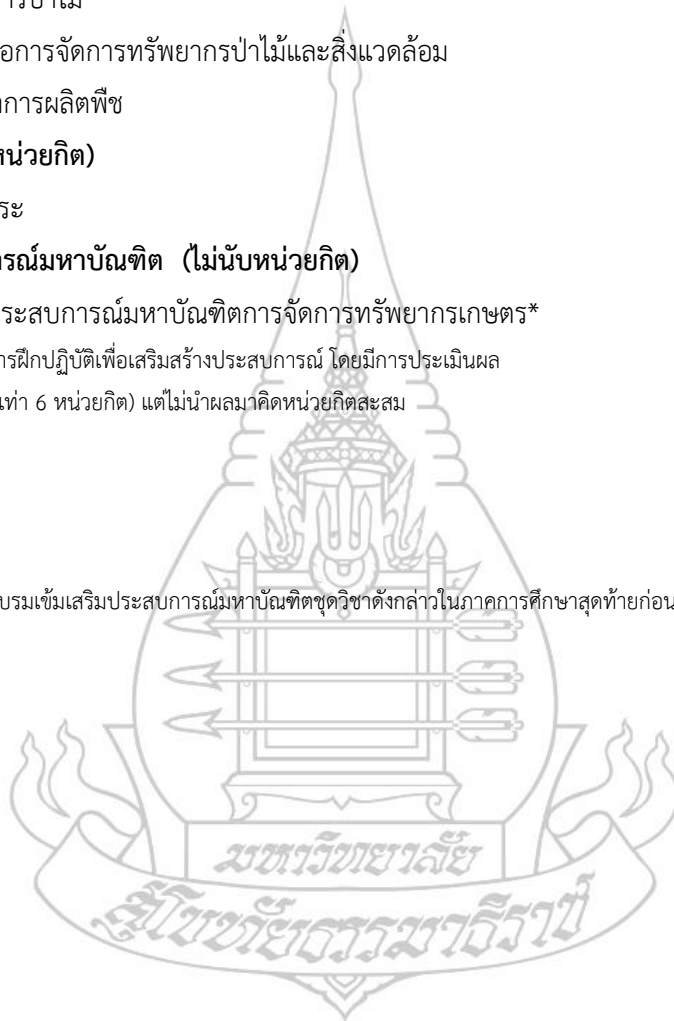 อการจัดการทรัพยากรป่าไม้และสิ่งแวดล้อม
การผลิตพืช
หน่วยกิต)
ระ
รณ์มหาบัณฑิต (ไม่นับหน่วยกิต)
ระสบการณ์มหาบัณฑิตการจัดการทรัพยากรเกษตร*
ารฝึกปฏิบัติเพื่อเสริมสร้างประสบการณ์ โดยมีการประเมินผล
เท่า 6 หน่วยกิต) แต่ไม่นำผลมาคิดหน่วยกิตสะสม
บรมเข้มเสริมประสบการณ์มหาบัณฑิตชุดวิชาดังกล่าวในภาคการศึกษาสุดท้ายก่อน
มหาวิทยาลัย
สุโขทัยธรรมาธิราช